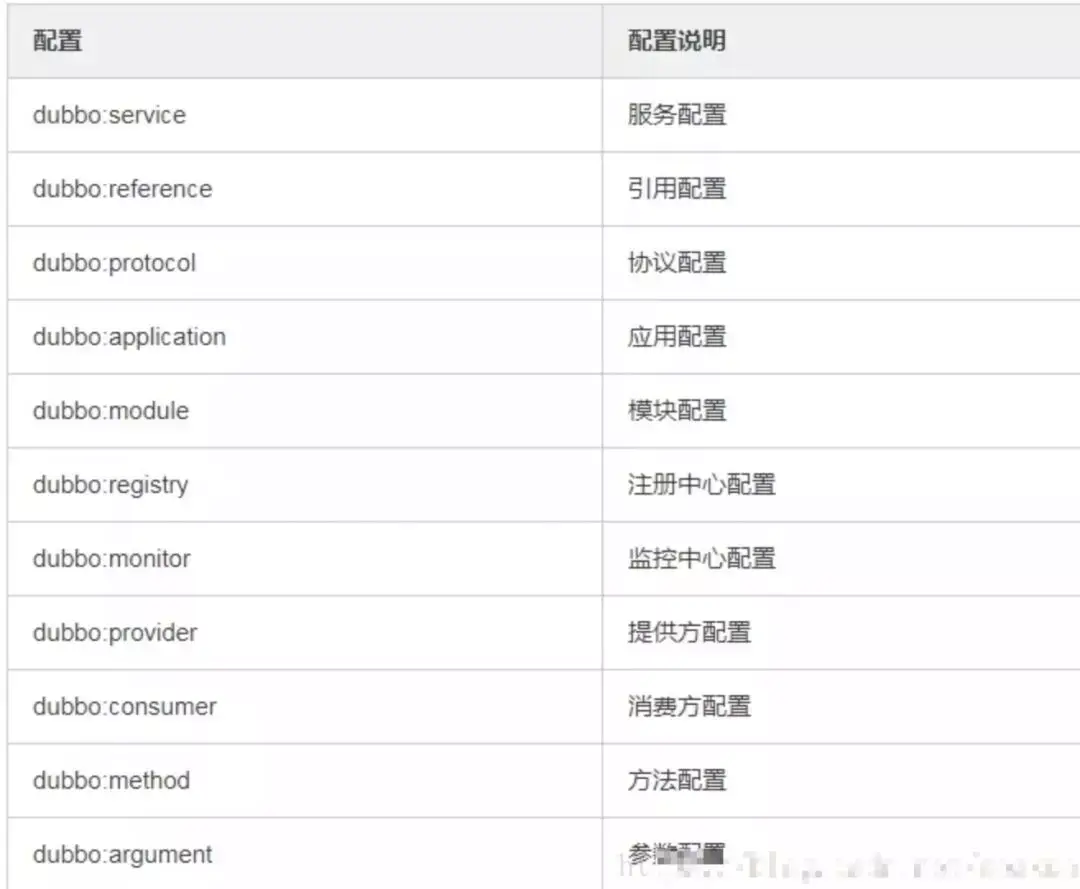 配置 配置说明
dubbo:service 服务配置
dubbo:reference 引用配置
dubbo:protocol 协议配置
dubbo:application 应用配置
dubbo:module 模块配置
dubbo:registry 注册中心配置
dubbo:monitor 监控中心配置
dubbo:provider 提供方配置
dubbo:consumer 消费方配置
dubbo:method 方法配置
dubbo:argument 参数配置